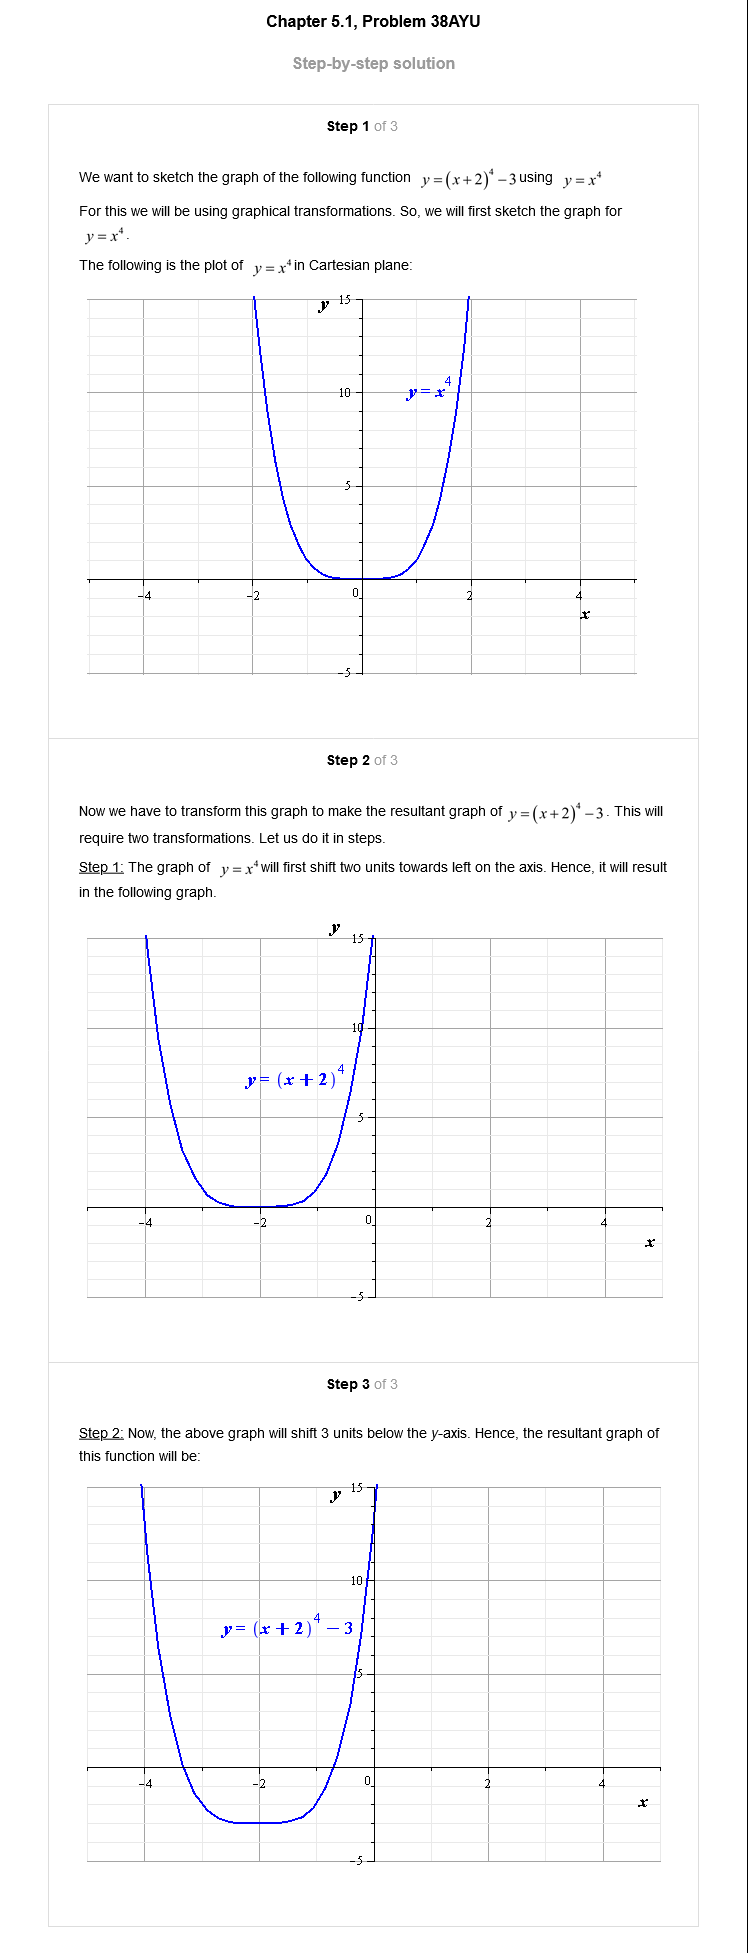 Chapter 5.1, Problem 38AYU
Step-by-step solution
Step 1 of 3
We want to sketch the graph of the following function y = (x+2)⁴ − 3 using y = x⁴
For this we will be using graphical transformations. So, we will first sketch the graph for
y = x⁴.
The following is the plot of y = x⁴ in Cartesian plane:
y 15
10 y = x⁴
5
-4 -2 0 2 4
x
-5
Step 2 of 3
Now we have to transform this graph to make the resultant graph of y = (x+2)⁴ − 3. This will
require two transformations. Let us do it in steps.
Step 1: The graph of y = x⁴ will first shift two units towards left on the axis. Hence, it will result
in the following graph.
y
15
10
y = (x + 2)⁴
5
-4 -2 0 2 4
x
-5
Step 3 of 3
Step 2: Now, the above graph will shift 3 units below the y-axis. Hence, the resultant graph of
this function will be:
y 15
10
y = (x + 2)⁴ − 3
5
-4 -2 0 2 4
x
-5